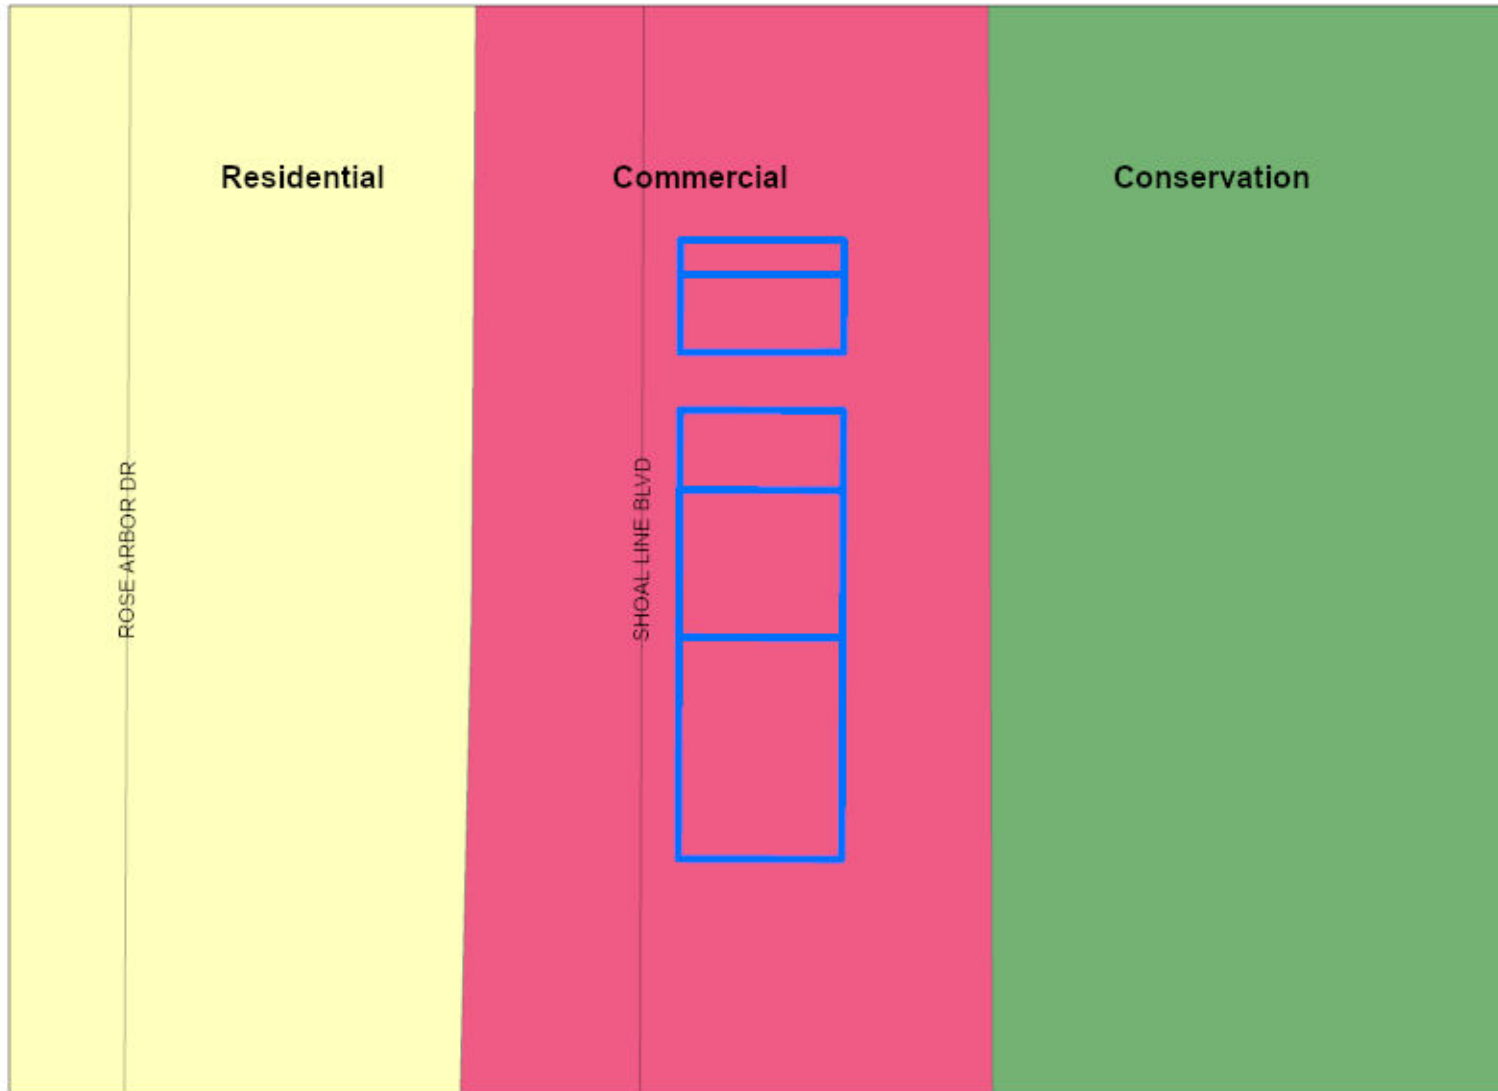 Residential
Commercial
Conservation
ROSE ARBOR DR
SHOAL LINE BLVD